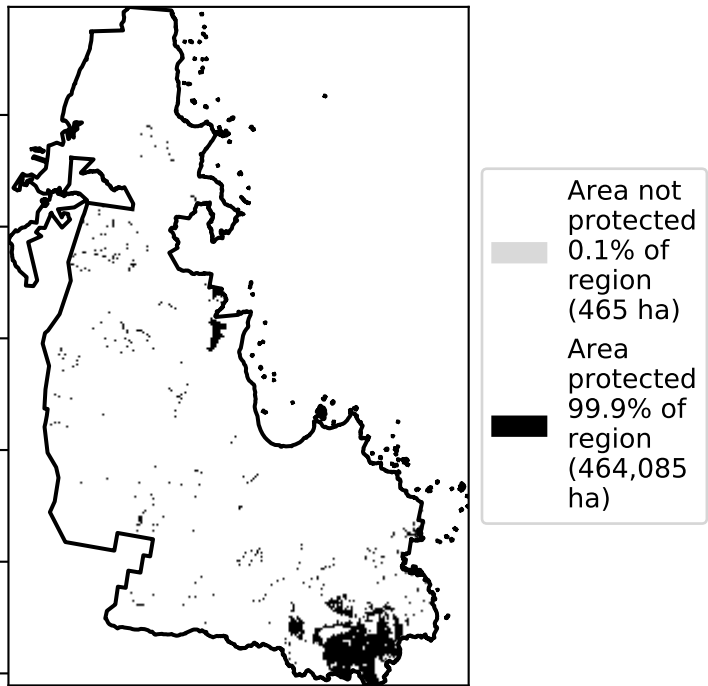 Area not
protected
0.1% of
region
(465 ha)
Area
protected
99.9% of
region
(464,085
ha)